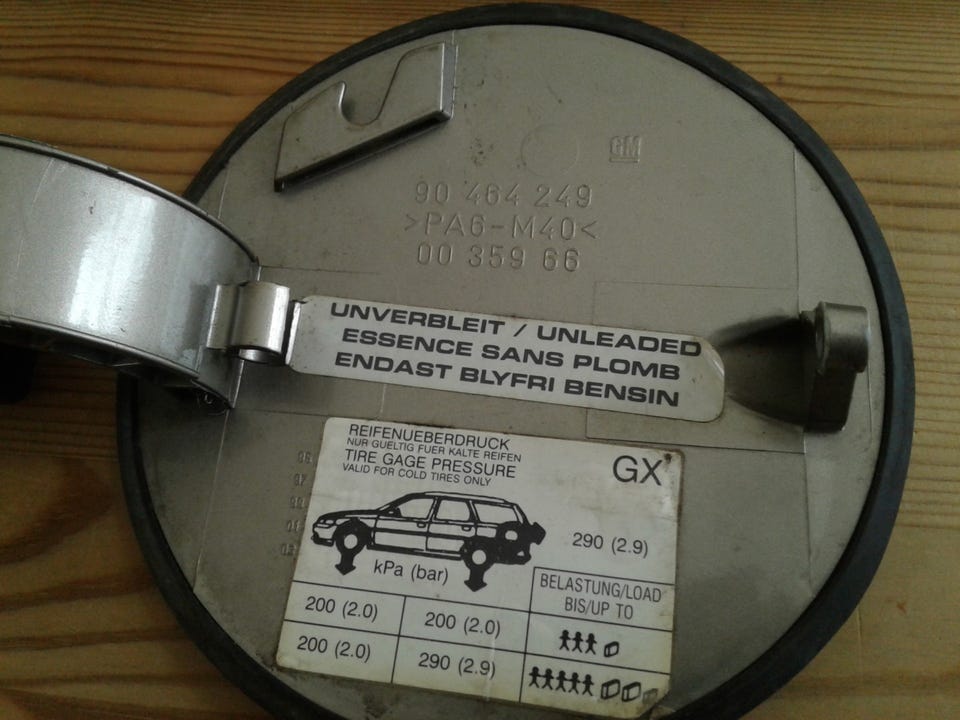 GM
90 464 249
>PA6-M40<
00 359 66
UNVERBLEIT / UNLEADED
ESSENCE SANS PLOMB
ENDAST BLYFRI BENSIN
REIFENUEBERDRUCK
NUR GUELTIG FUER KALTE REIFEN
TIRE GAGE PRESSURE
VALID FOR COLD TIRES ONLY
GX
290 (2.9)
kPa (bar)
BELASTUNG/LOAD
BIS/UP TO
200 (2.0) 200 (2.0)
200 (2.0) 290 (2.9)